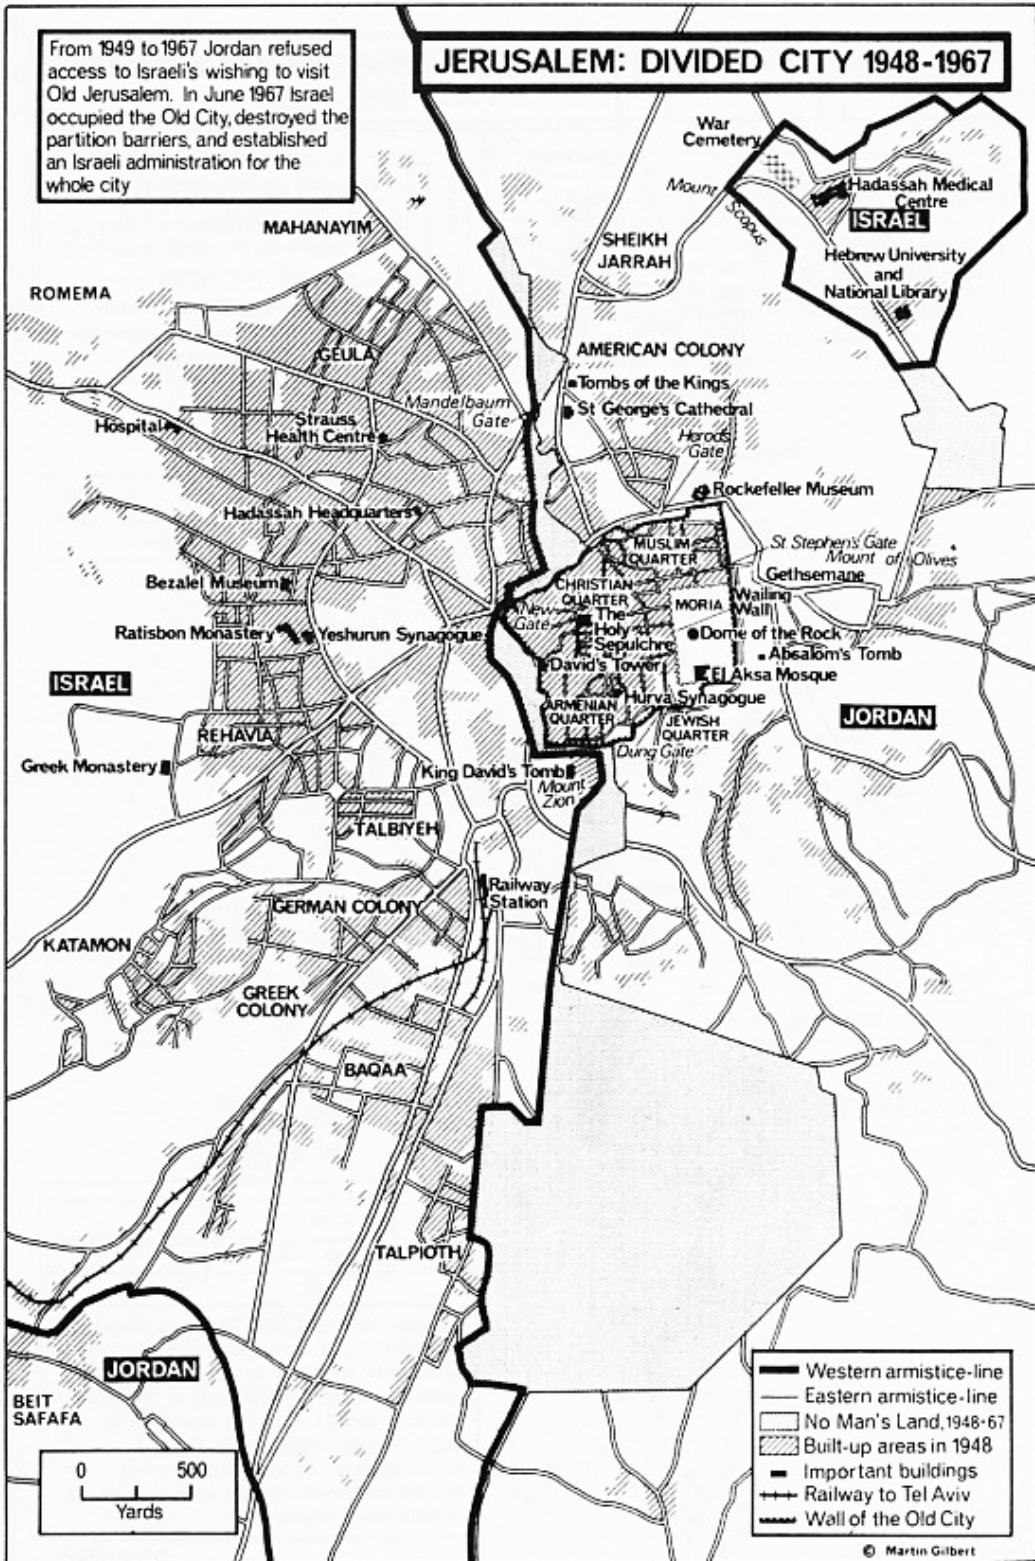 From 1949 to 1967 Jordan refused
access to Israeli's wishing to visit
Old Jerusalem. In June 1967 Israel
occupied the Old City, destroyed the
partition barriers, and established
an Israeli administration for the
whole city
JERUSALEM: DIVIDED CITY 1948-1967
War
Cemetery
Mount
Scopus
Hadassah Medical
Centre
ISRAEL
Hebrew University
and
National Library
MAHANAYIM
SHEIKH
JARRAH
ROMEMA
GEULA
AMERICAN COLONY
Tombs of the Kings
Mandelbaum
Gate
St George's Cathedral
Hospital
Strauss
Health Centre
Herods
Gate
Rockefeller Museum
Hadassah Headquarters
MUSLIM
QUARTER
St Stephen's Gate
Mount of Olives
Gethsemane
Bezalel Museum
CHRISTIAN
QUARTER
MORIA
Wailing
Wall
New
Gate
The
Holy
Sepulchre
Ratisbon Monastery
Yeshurun Synagogue
Dome of the Rock
Absalom's Tomb
David's Tower
El Aksa Mosque
ISRAEL
Hurva Synagogue
ARMENIAN
QUARTER
JEWISH
QUARTER
JORDAN
REHAVIA
Dung Gate
Greek Monastery
King David's Tomb
Mount
Zion
TALBIYEH
Railway
Station
GERMAN COLONY
KATAMON
GREEK
COLONY
BAQAA
TALPIOTH
JORDAN
BEIT
SAFAFA
0 500
Yards
Western armistice-line
Eastern armistice-line
No Man's Land, 1948-67
Built-up areas in 1948
Important buildings
Railway to Tel Aviv
Wall of the Old City
© Martin Gilbert